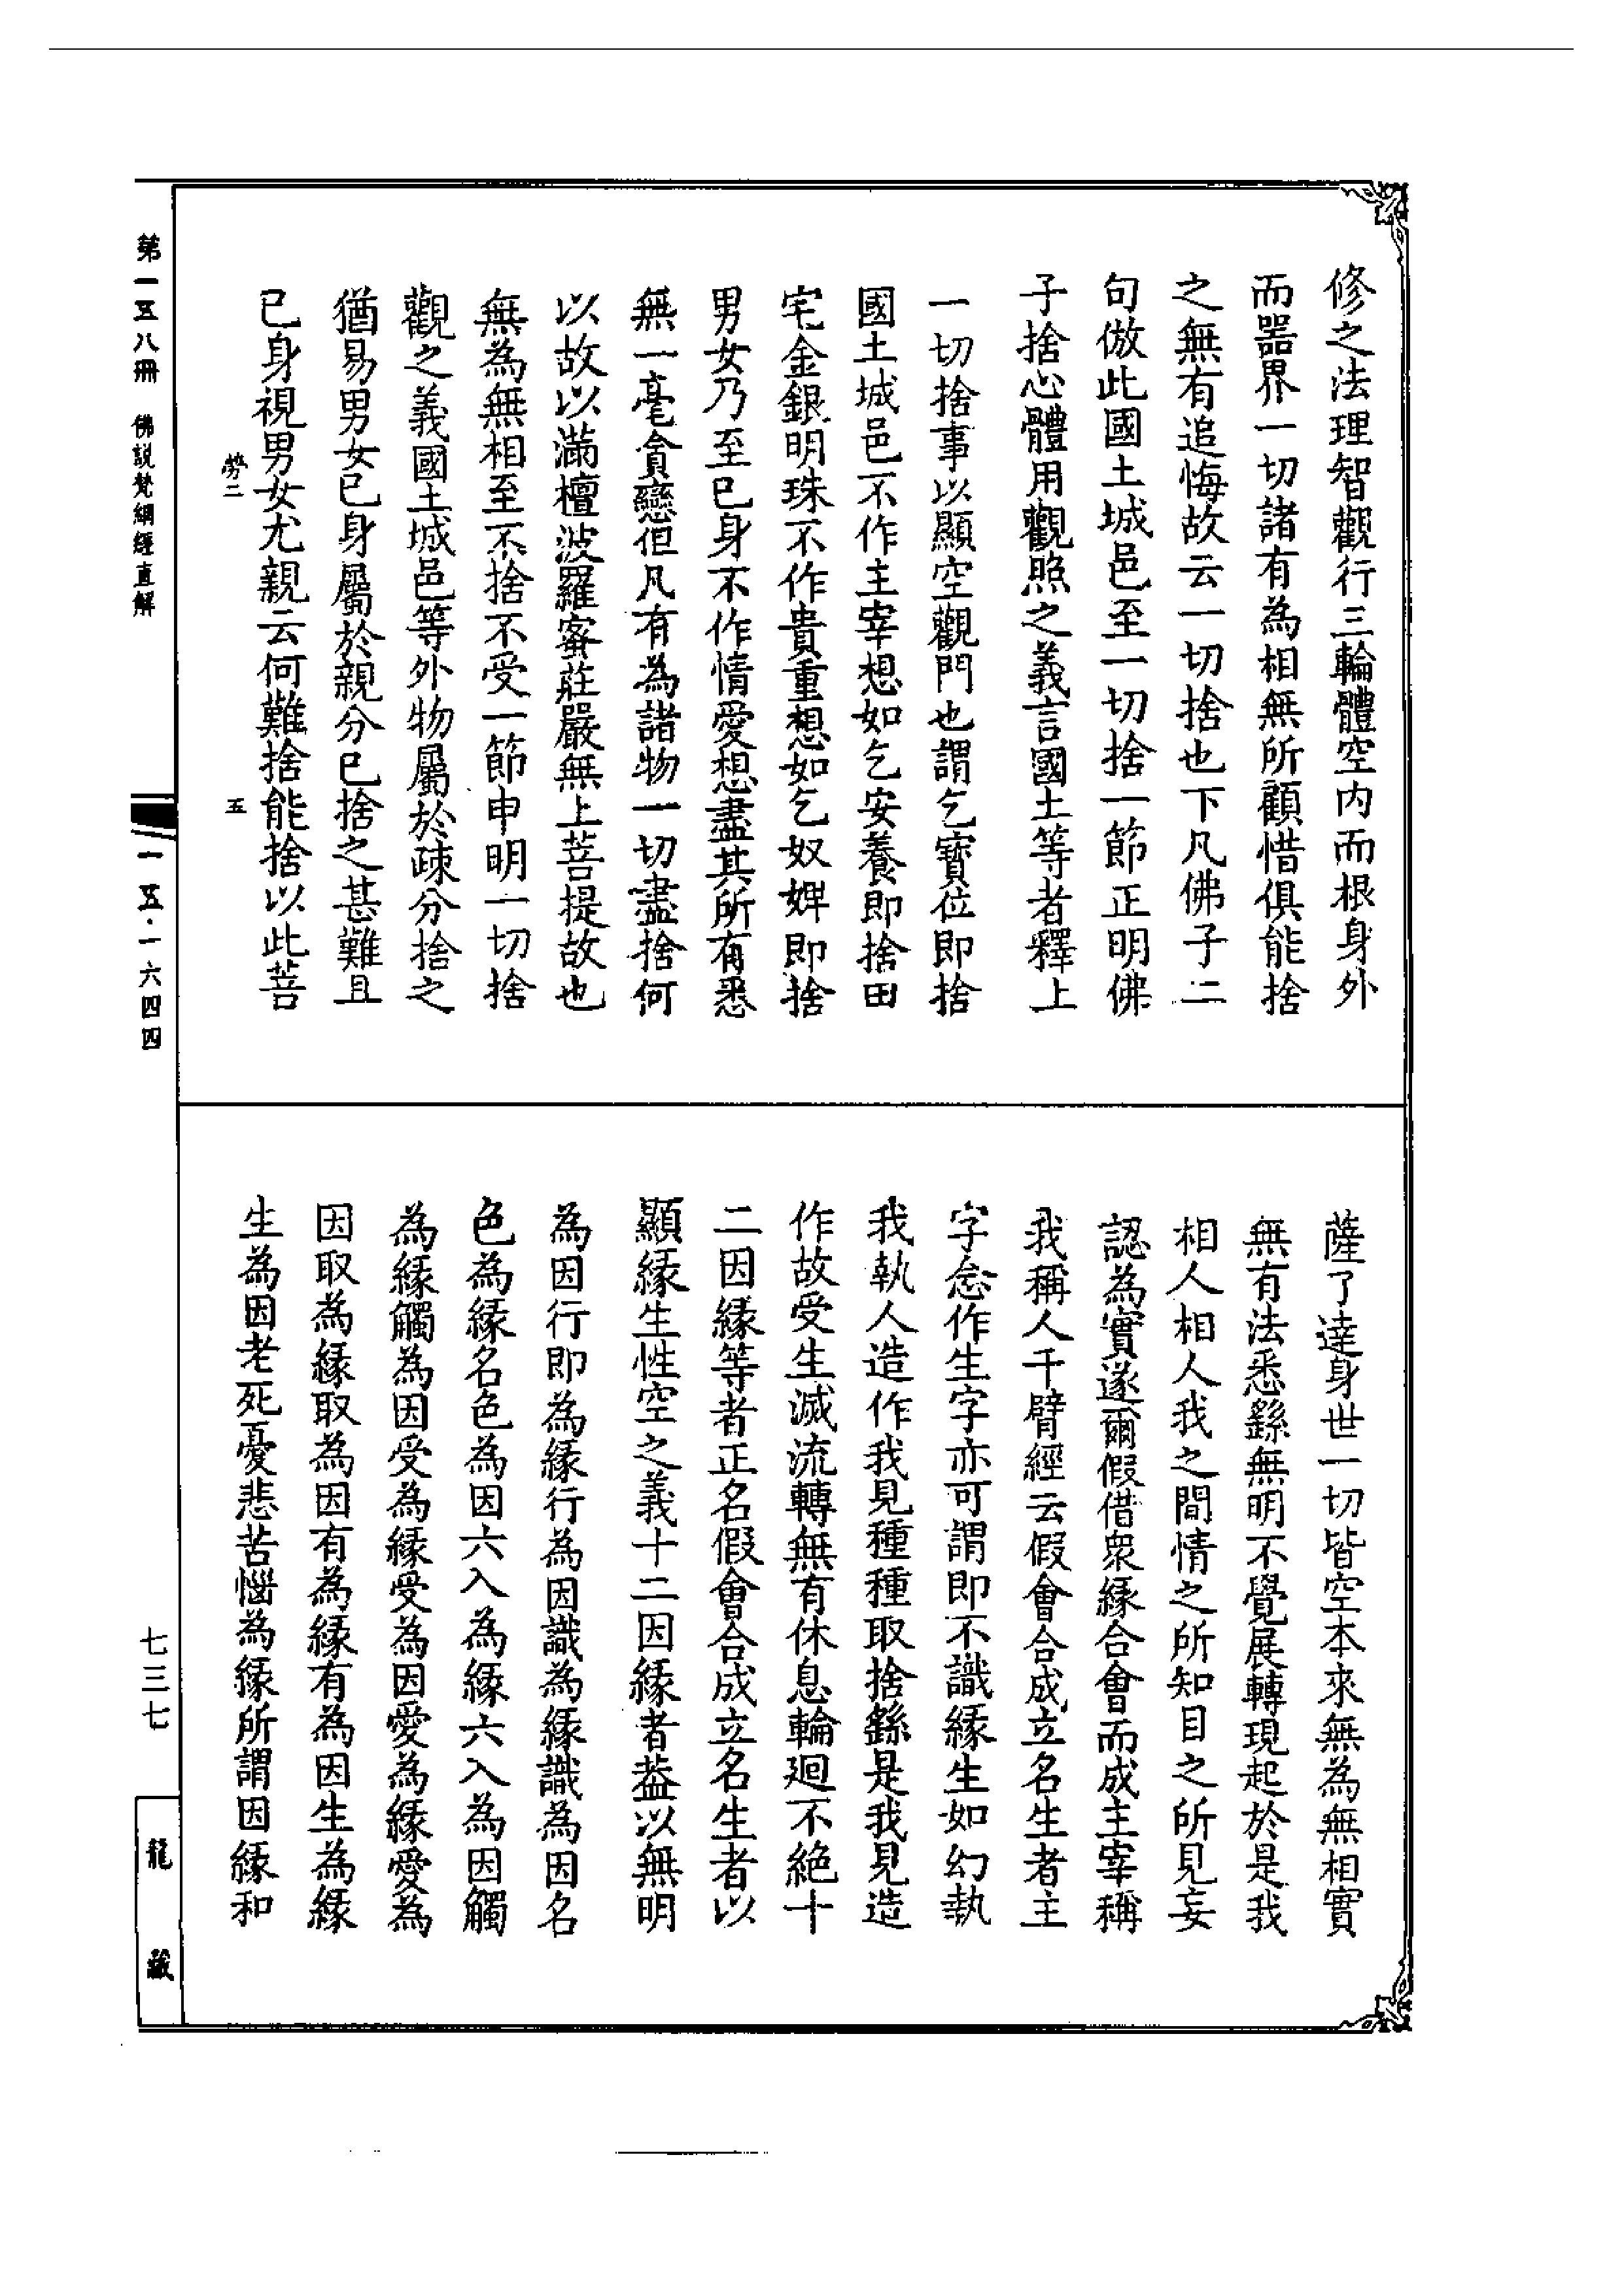 修之法理智觀行三輪體空内而根身外
而器界一切諸有為相無所顧惜俱能捨
之無有追悔故云一切捨也下凡佛子二
句倣此國土城邑至一切捨一節正明佛
子捨心體用觀照之義言國土等者釋上
一切捨事以顯空觀門也謂乞寶位即捨
國土城邑不作主宰想如乞安養即捨田
宅金銀明珠不作貴重想如乞奴婢即捨
男女乃至已身不作情愛想盡其所有悉
無一毫貪戀但凡有為諸物一切盡捨何
以故以滿檀波羅蜜莊嚴無上菩提故也
無為無相至不捨不受一節申明一切捨
觀之義國土城邑等外物屬於疎分捨之
猶易男女已身屬於親分已捨之甚難且
已身視男女尤親云何難捨能捨以此菩
薩了達身世一切皆空本來無為無相實
無有法悉繇無明不覺展轉現起於是我
相人相人我之間情之所知目之所見妄
認為實遂爾假借衆緣合會而成主宰稱
我稱人千臂經云假會合成立名生者主
字怠作生字亦可謂即不識緣生如幻執
我執人造作我見種種取捨繇是我見造
作故受生滅流轉無有休息輪迴不絶十
二因緣等者正名假會合成立名生者以
顯緣生性空之義十二因緣者葢以無明
為因行即為緣行為因識為緣識為因名
色為緣名色為因六入為緣六入為因觸
為緣觸為因受為緣受為因愛為緣愛為
因取為緣取為因有為緣有為因生為緣
生為因老死憂悲苦惱為緣所謂因緣和
勞二
五
第一五八冊 佛説梵網經直解
一五·一六四四
七三七
龍藏